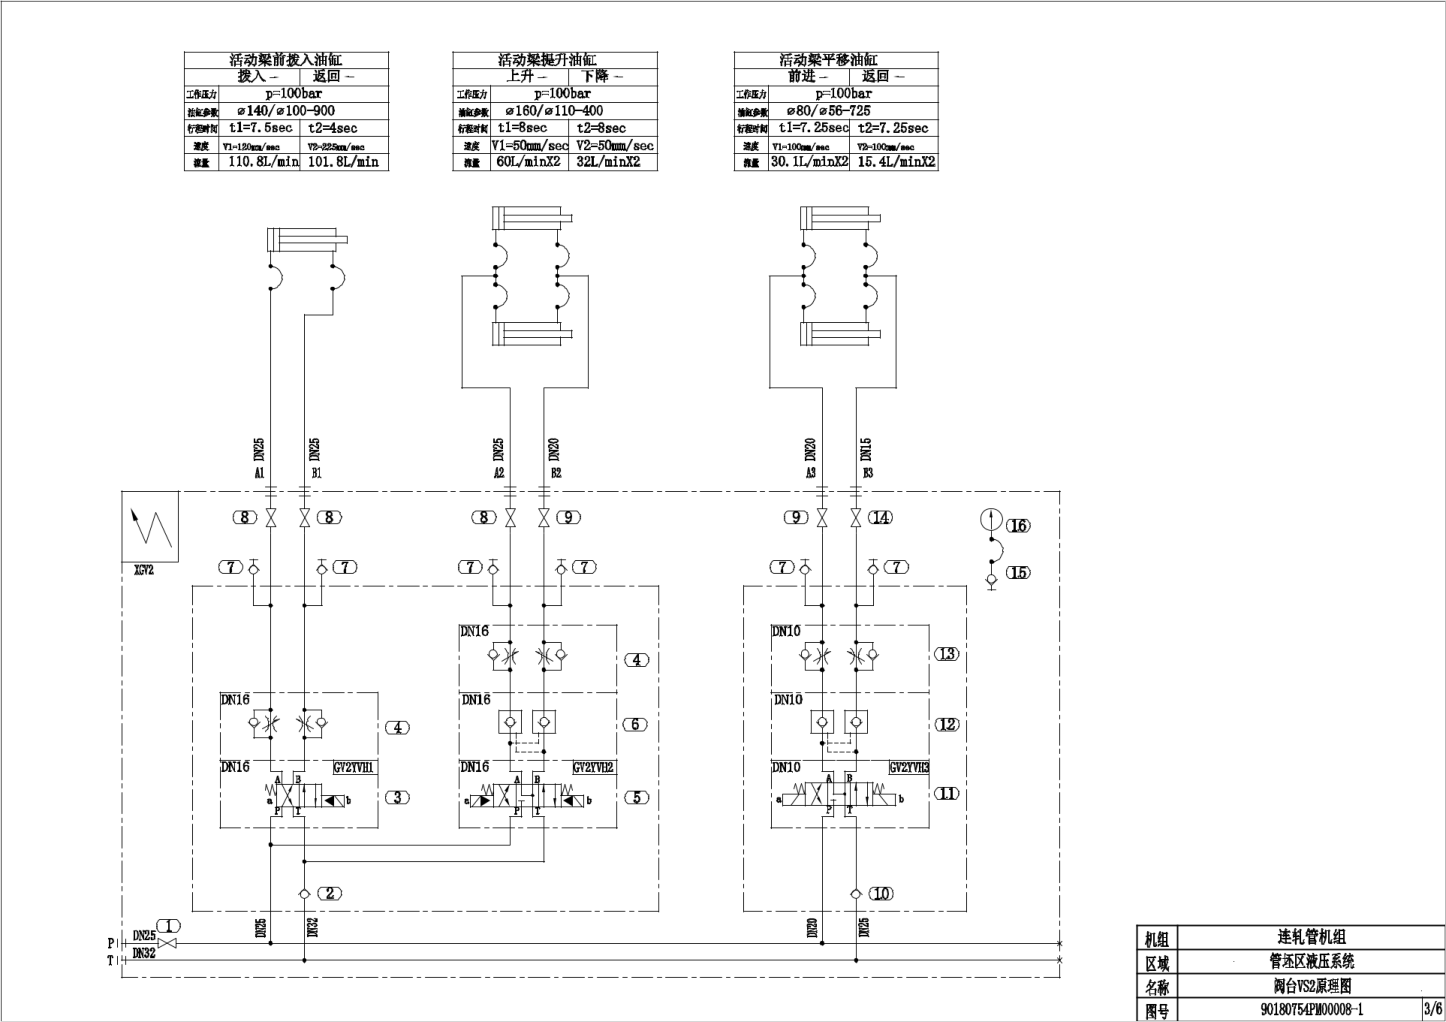 活动梁前拨入油缸
拨入 —
返回 —
工作压力
p=100bar
油缸参数
ø140/ø100-900
行程时间
t1=7.5sec
t2=4sec
速度
V1=120mm/sec
V2=225mm/sec
流量
110.8L/min
101.8L/min
活动梁提升油缸
上升 —
下降 —
工作压力
p=100bar
油缸参数
ø160/ø110-400
行程时间
t1=8sec
t2=8sec
速度
V1=50mm/sec
V2=50mm/sec
流量
60L/minX2
32L/minX2
活动梁平移油缸
前进 —
返回 —
工作压力
p=100bar
油缸参数
ø80/ø56-725
行程时间
t1=7.25sec
t2=7.25sec
速度
V1=100mm/sec
V2=100mm/sec
流量
30.1L/minX2
15.4L/minX2
DN25
DN25
DN25
DN20
DN20
DN15
A1
B1
A2
B2
A3
B3
8
8
8
9
9
14
16
XGV2
7
7
7
7
7
7
15
DN16
DN10
4
13
DN16
DN16
DN10
4
6
12
DN16
GV2YVH1
DN16
GV2YVH2
DN10
GV2YVH3
A B
A B
A B
a
b
3
a
b
5
a
b
11
P T
P T
P T
2
10
1
DN25
DN32
DN20
DN25
P
DN25
T
DN32
机组
连轧管机组
区域
管坯区液压系统
名称
阀台VS2原理图
图号
90180754PM00008-1
3/6